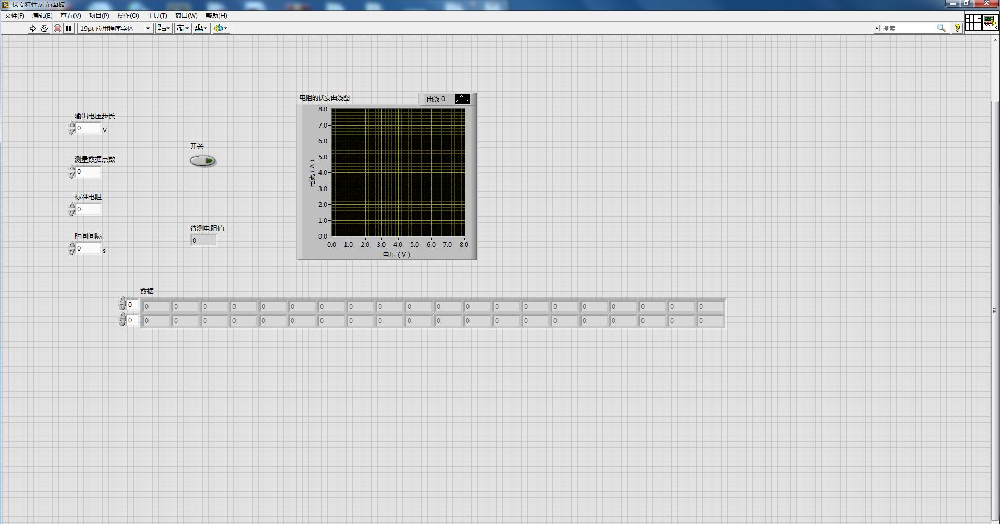 伏安特性.vi 前面板
文件(F) 编辑(E) 查看(V) 项目(P) 操作(O) 工具(T) 窗口(W) 帮助(H)
19pt 应用程序字体
搜索
?
3
输出电压步长
0 V
测量数据点数
0
标准电阻
0
时间间隔
0 s
开关
待测电阻值
0
电阻的伏安曲线图
曲线 0
8.0
7.0
6.0
5.0
4.0
3.0
2.0
1.0
0.0
电流（A）
0.0 1.0 2.0 3.0 4.0 5.0 6.0 7.0 8.0
电压（V）
数据
0 0 0 0 0 0 0 0 0 0 0 0 0 0 0 0 0 0 0 0 0
0 0 0 0 0 0 0 0 0 0 0 0 0 0 0 0 0 0 0 0 0